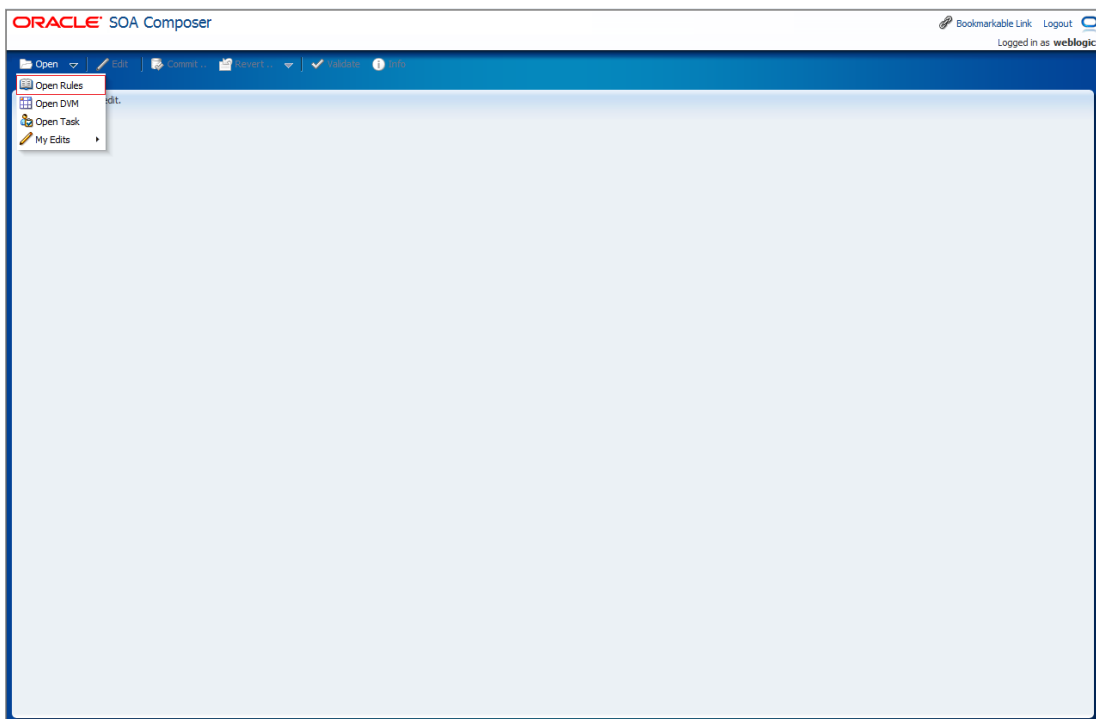 ORACLE SOA Composer
Bookmarkable Link Logout
Logged in as weblogic
Open Edit Commit .. Revert .. Validate Info
Open Rules
Open DVM
edit.
Open Task
My Edits